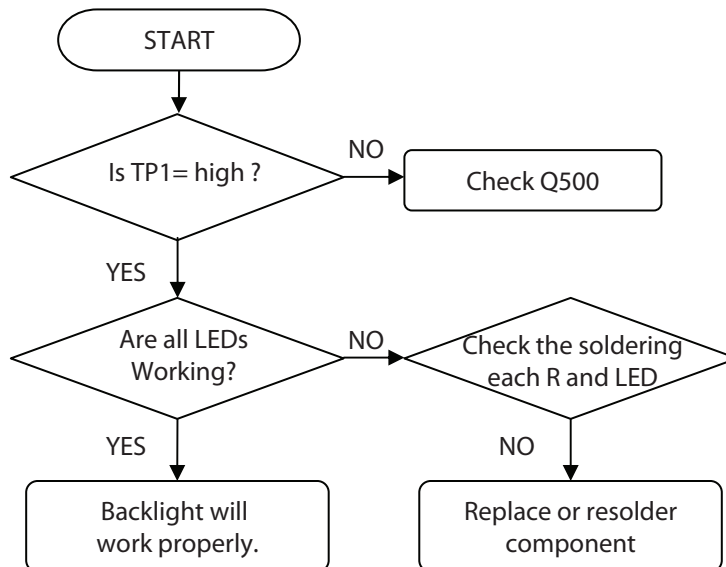 START
Is TP1= high ?
NO
Check Q500
YES
Are all LEDs
Working?
NO
Check the soldering
each R and LED
YES
NO
Backlight will
work properly.
Replace or resolder
component